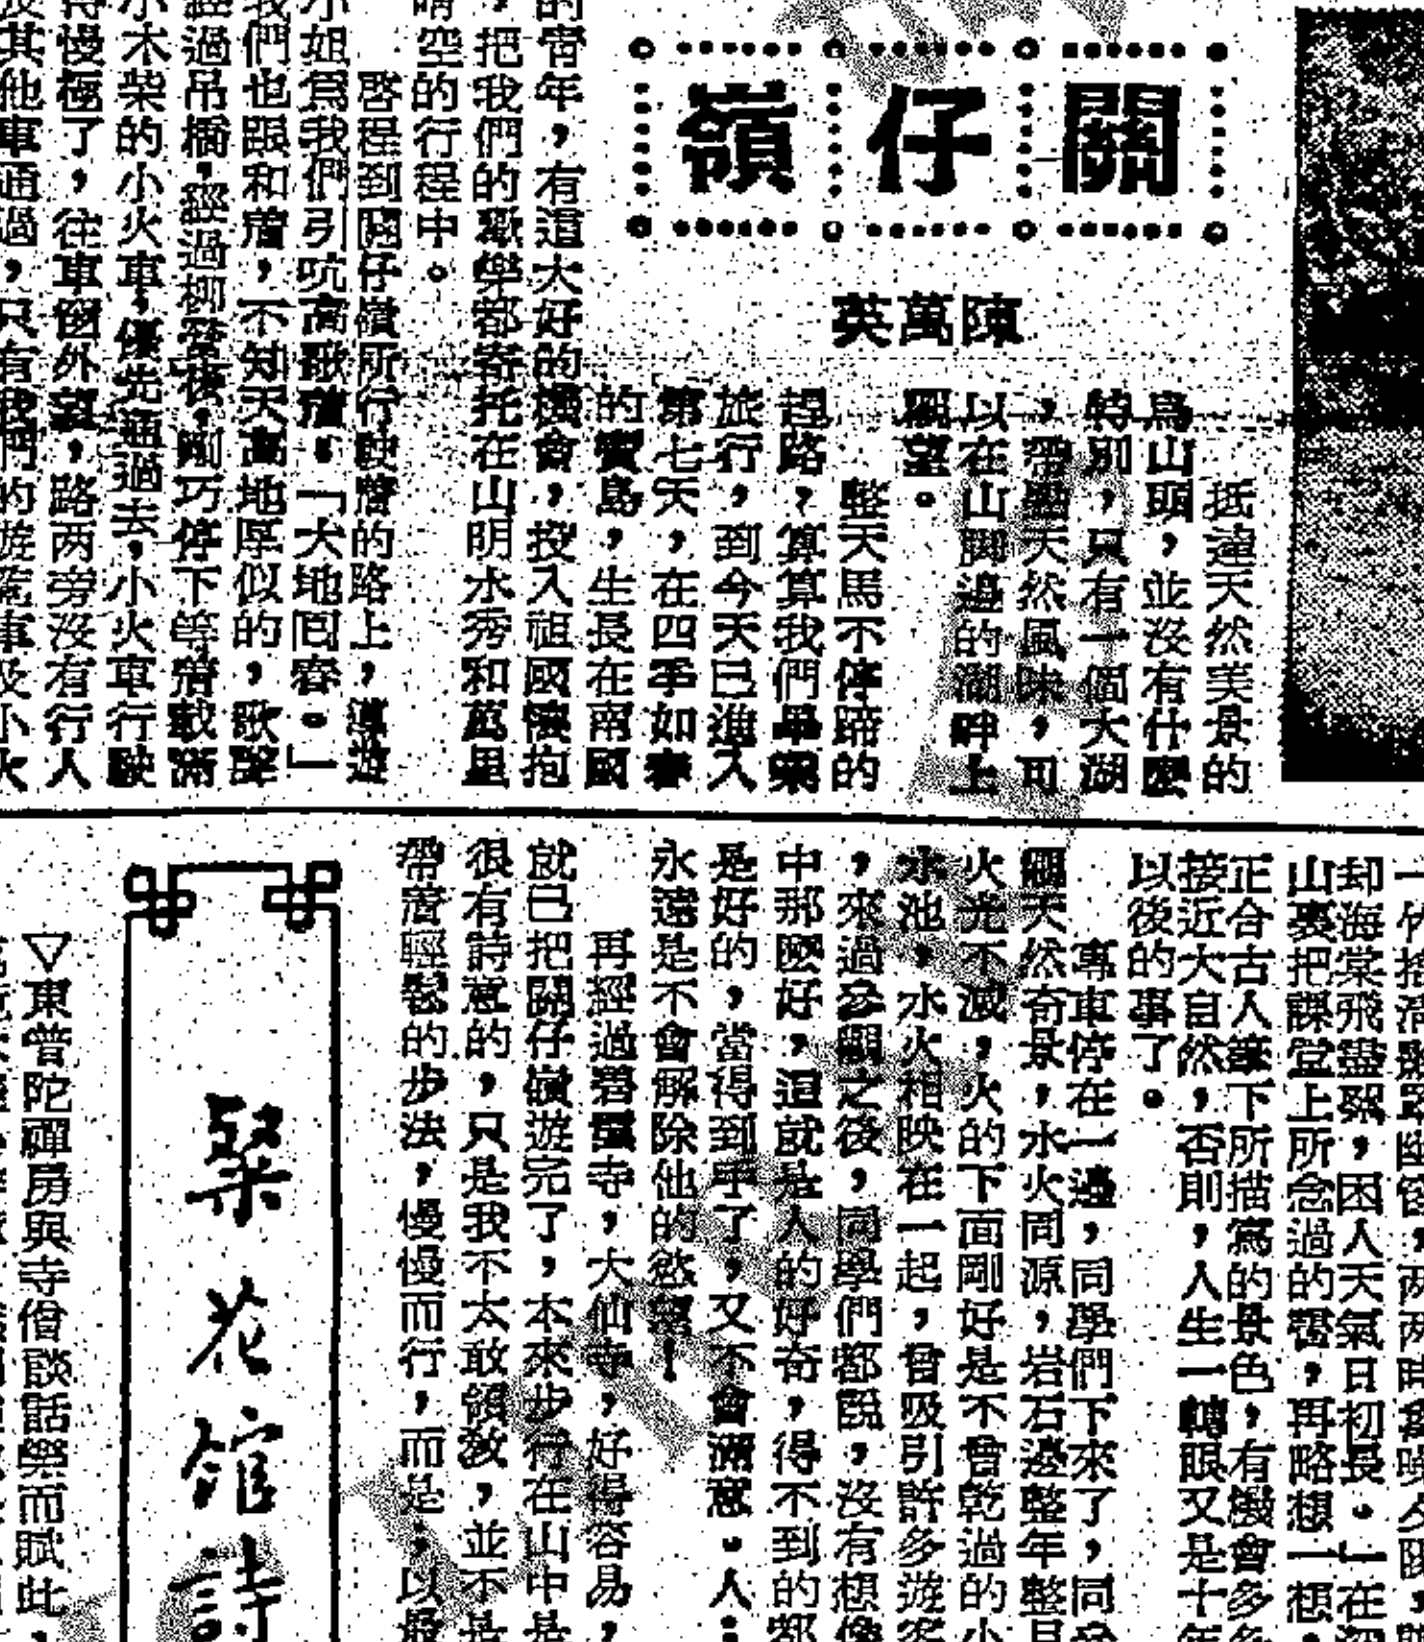 關仔嶺
陳萬英
抵達天然美景的
烏山頭，並沒有什麼
特別，只有一個大湖
，帶點天然風味，可
以在山脚邊的湖畔上
觀望。
整天馬不停蹄的
趕路，算算我們畢業
旅行，到今天已進入
第七天，在四季如春
的寶島，生長在南國
的宵年，有這大好的機會，投入祖國懷抱
，把我們的歡樂都寄托在山明水秀和萬里
晴空的行程中。
啓程到關仔嶺所行駛着的路上，導遊
小姐爲我們引吭高歌着。「大地回春。」
我們也跟和着，不知天高地厚似的，歌聲
經過吊橋，經過柳營後，剛巧停下等着載滿
小木柴的小火車，優先通過去，小火車行駛
得慢極了，往車窗外望，路两旁沒有行人
其他車通過，只有我們的遊覽車及小火
却海棠飛盡絮，困人天氣日初長。」在
山裏把課堂上所念過的書，再略想一想，
正合古人筆下所描寫的景色，有機會多多
接近大自然，否則，人生一轉眼又是十年
以後的事了。
專車停在一邊，同學們下來了，同
觀天然奇景，水火同源，岩石邊整年整日
火光不滅，火的下面剛好是不會乾過的小
水池，水火相映在一起，曾吸引許多遊客
，來過參觀之後，同學們都說，沒有想像
中那麼好，這就是人的好奇，得不到的都
是好的，當得到手了，又不會滿意。人：
永遠是不會解除他的慾望！
再經過碧雲寺，大仙寺，好得容易，
就已把關仔嶺遊完了，本來步行在山中是
很有詩意的，只是我不太敢領教，並不是
帶着輕鬆的步法，慢慢而行，而是；以最
粲花館詩
▽東普陀禪房與寺僧談話樂而賦此，